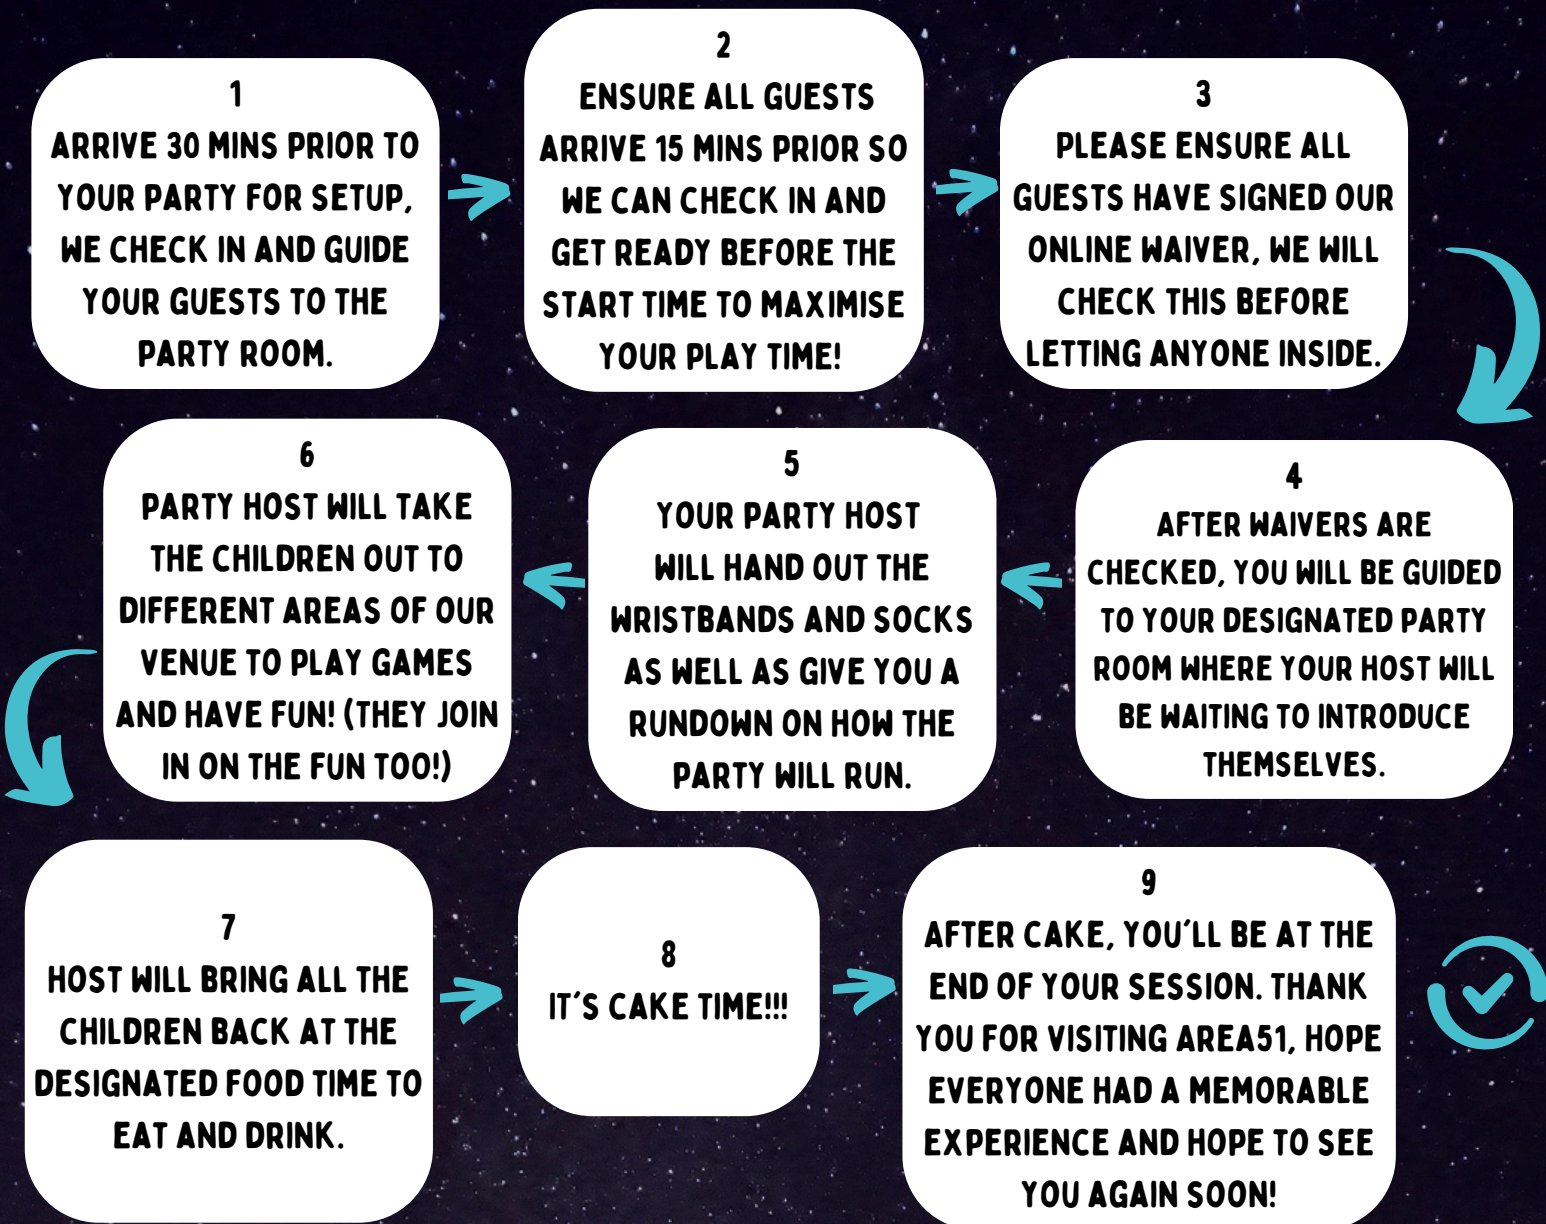 1
ARRIVE 30 MINS PRIOR TO
YOUR PARTY FOR SETUP,
WE CHECK IN AND GUIDE
YOUR GUESTS TO THE
PARTY ROOM.
2
ENSURE ALL GUESTS
ARRIVE 15 MINS PRIOR SO
WE CAN CHECK IN AND
GET READY BEFORE THE
START TIME TO MAXIMISE
YOUR PLAY TIME!
3
PLEASE ENSURE ALL
GUESTS HAVE SIGNED OUR
ONLINE WAIVER, WE WILL
CHECK THIS BEFORE
LETTING ANYONE INSIDE.
4
AFTER WAIVERS ARE
CHECKED, YOU WILL BE GUIDED
TO YOUR DESIGNATED PARTY
ROOM WHERE YOUR HOST WILL
BE WAITING TO INTRODUCE
THEMSELVES.
5
YOUR PARTY HOST
WILL HAND OUT THE
WRISTBANDS AND SOCKS
AS WELL AS GIVE YOU A
RUNDOWN ON HOW THE
PARTY WILL RUN.
6
PARTY HOST WILL TAKE
THE CHILDREN OUT TO
DIFFERENT AREAS OF OUR
VENUE TO PLAY GAMES
AND HAVE FUN! (THEY JOIN
IN ON THE FUN TOO!)
7
HOST WILL BRING ALL THE
CHILDREN BACK AT THE
DESIGNATED FOOD TIME TO
EAT AND DRINK.
8
IT'S CAKE TIME!!!
9
AFTER CAKE, YOU'LL BE AT THE
END OF YOUR SESSION. THANK
YOU FOR VISITING AREA51, HOPE
EVERYONE HAD A MEMORABLE
EXPERIENCE AND HOPE TO SEE
YOU AGAIN SOON!